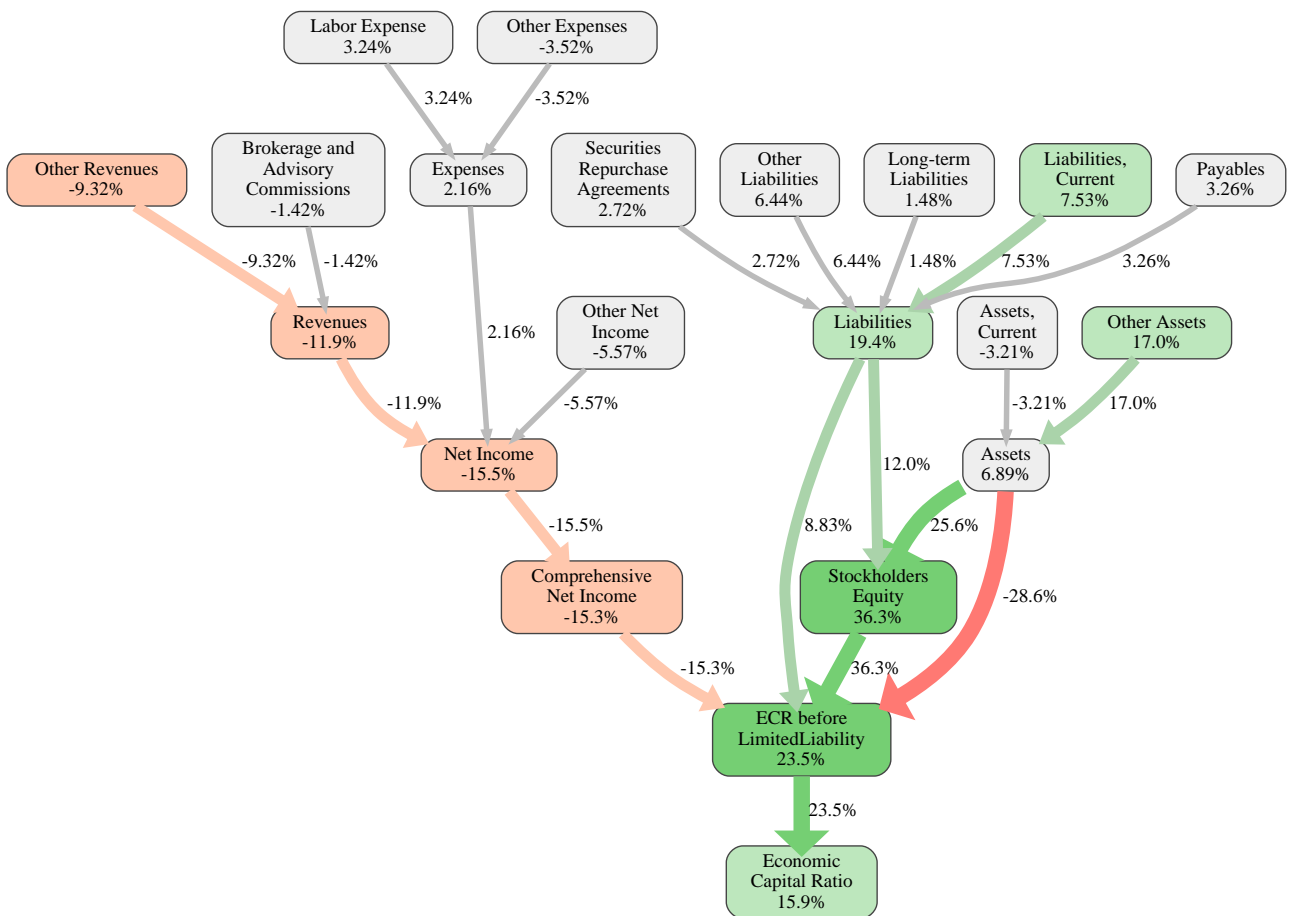 Labor Expense
3.24%
Other Expenses
-3.52%
3.24%
-3.52%
Other Revenues
-9.32%
Brokerage and
Advisory
Commissions
-1.42%
Expenses
2.16%
Securities
Repurchase
Agreements
2.72%
Other
Liabilities
6.44%
Long-term
Liabilities
1.48%
Liabilities,
Current
7.53%
Payables
3.26%
-9.32%
-1.42%
2.72%
6.44%
1.48%
7.53%
3.26%
Revenues
-11.9%
2.16%
Other Net
Income
-5.57%
Liabilities
19.4%
Assets,
Current
-3.21%
Other Assets
17.0%
-11.9%
-5.57%
-3.21%
17.0%
Net Income
-15.5%
12.0%
Assets
6.89%
-15.5%
8.83%
25.6%
Comprehensive
Net Income
-15.3%
Stockholders
Equity
36.3%
-28.6%
-15.3%
36.3%
ECR before
LimitedLiability
23.5%
23.5%
Economic
Capital Ratio
15.9%